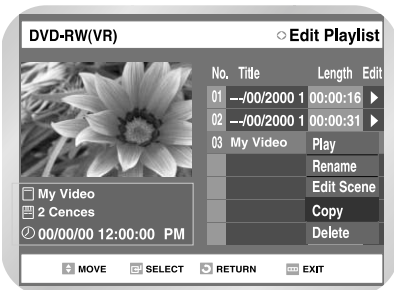 DVD-RW(VR) Edit Playlist
No. Title Length Edit
01 ---/00/2000 1 00:00:16
02 ---/00/2000 1 00:00:31
03 My Video Play
Rename
Edit Scene
Copy
Delete
My Video
2 Cences
00/00/00 12:00:00 PM
MOVE SELECT RETURN EXIT